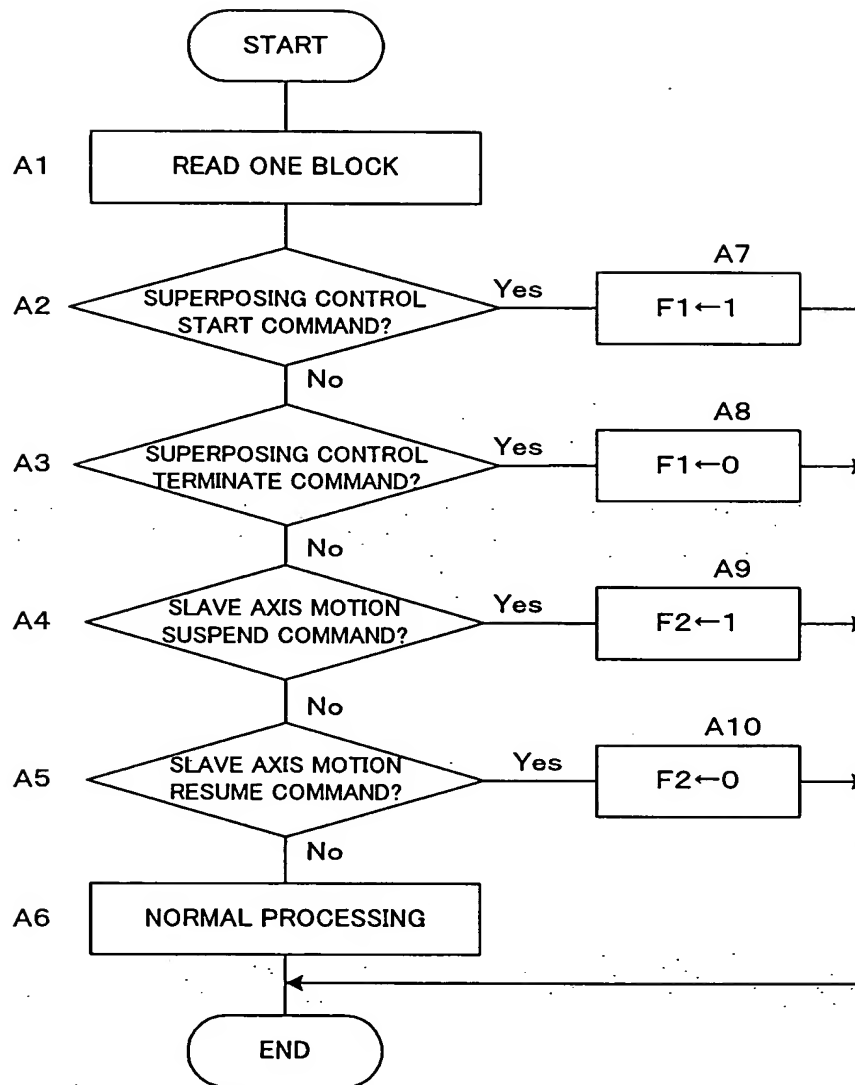 START
A1
READ ONE BLOCK
A7
A2
SUPERPOSING CONTROL
START COMMAND?
Yes
F1←1
No
A8
A3
SUPERPOSING CONTROL
TERMINATE COMMAND?
Yes
F1←0
No
A9
A4
SLAVE AXIS MOTION
SUSPEND COMMAND?
Yes
F2←1
No
A10
A5
SLAVE AXIS MOTION
RESUME COMMAND?
Yes
F2←0
No
A6
NORMAL PROCESSING
END